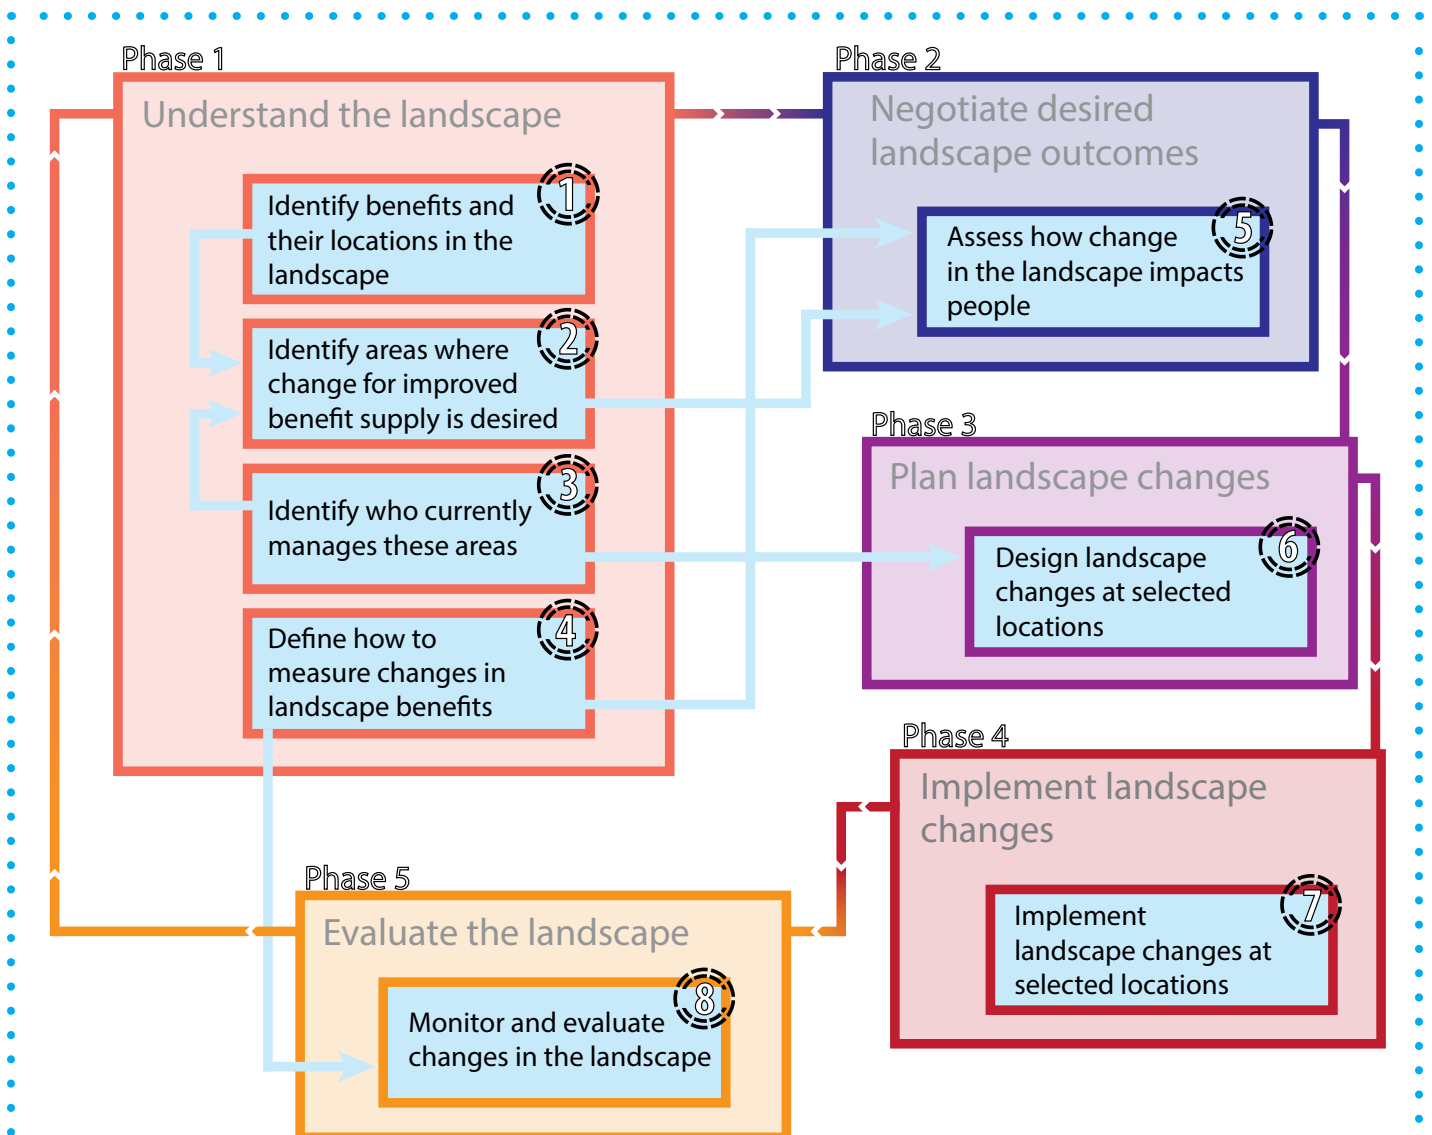 Phase 1
Understand the landscape
1
Identify benefits and
their locations in the
landscape
2
Identify areas where
change for improved
benefit supply is desired
3
Identify who currently
manages these areas
4
Define how to
measure changes in
landscape benefits
Phase 2
Negotiate desired
landscape outcomes
5
Assess how change
in the landscape impacts
people
Phase 3
Plan landscape changes
6
Design landscape
changes at selected
locations
Phase 4
Implement landscape
changes
7
Implement
landscape changes at
selected locations
Phase 5
Evaluate the landscape
8
Monitor and evaluate
changes in the landscape